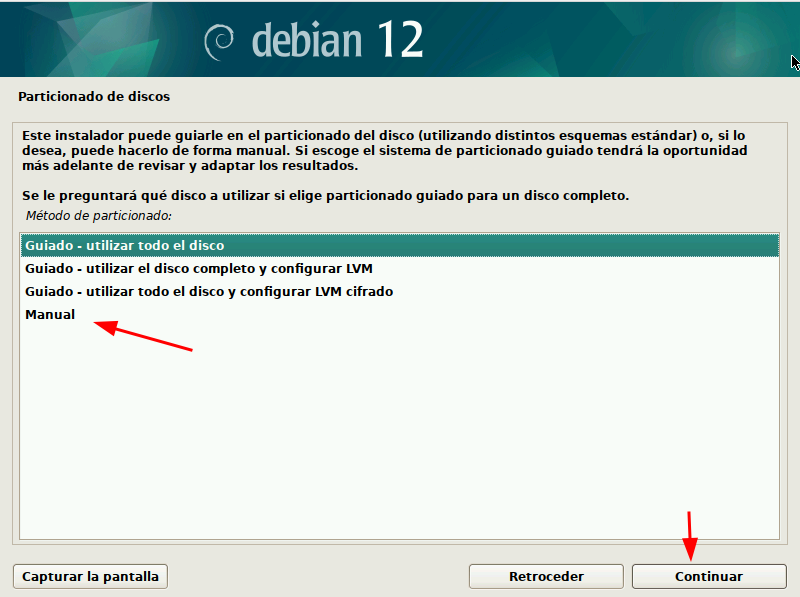 debian 12
Particionado de discos
Este instalador puede guiarle en el particionado del disco (utilizando distintos esquemas estándar) o, si lo
desea, puede hacerlo de forma manual. Si escoge el sistema de particionado guiado tendrá la oportunidad
más adelante de revisar y adaptar los resultados.
Se le preguntará qué disco a utilizar si elige particionado guiado para un disco completo.
Método de particionado:
Guiado - utilizar todo el disco
Guiado - utilizar el disco completo y configurar LVM
Guiado - utilizar todo el disco y configurar LVM cifrado
Manual
Capturar la pantalla
Retroceder
Continuar